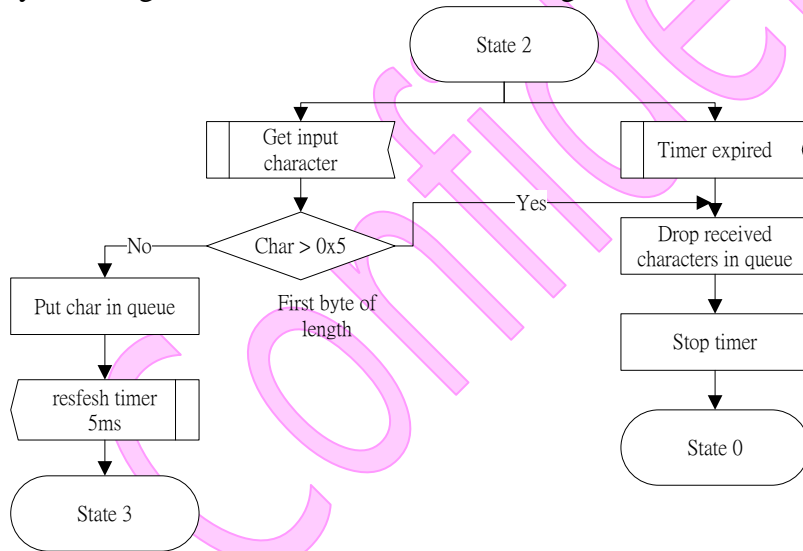 State 2
Get input
character
Timer expired
Yes
No
Char > 0x5
Drop received
characters in queue
Put char in queue
First byte of
length
Stop timer
resfesh timer
5ms
State 0
State 3